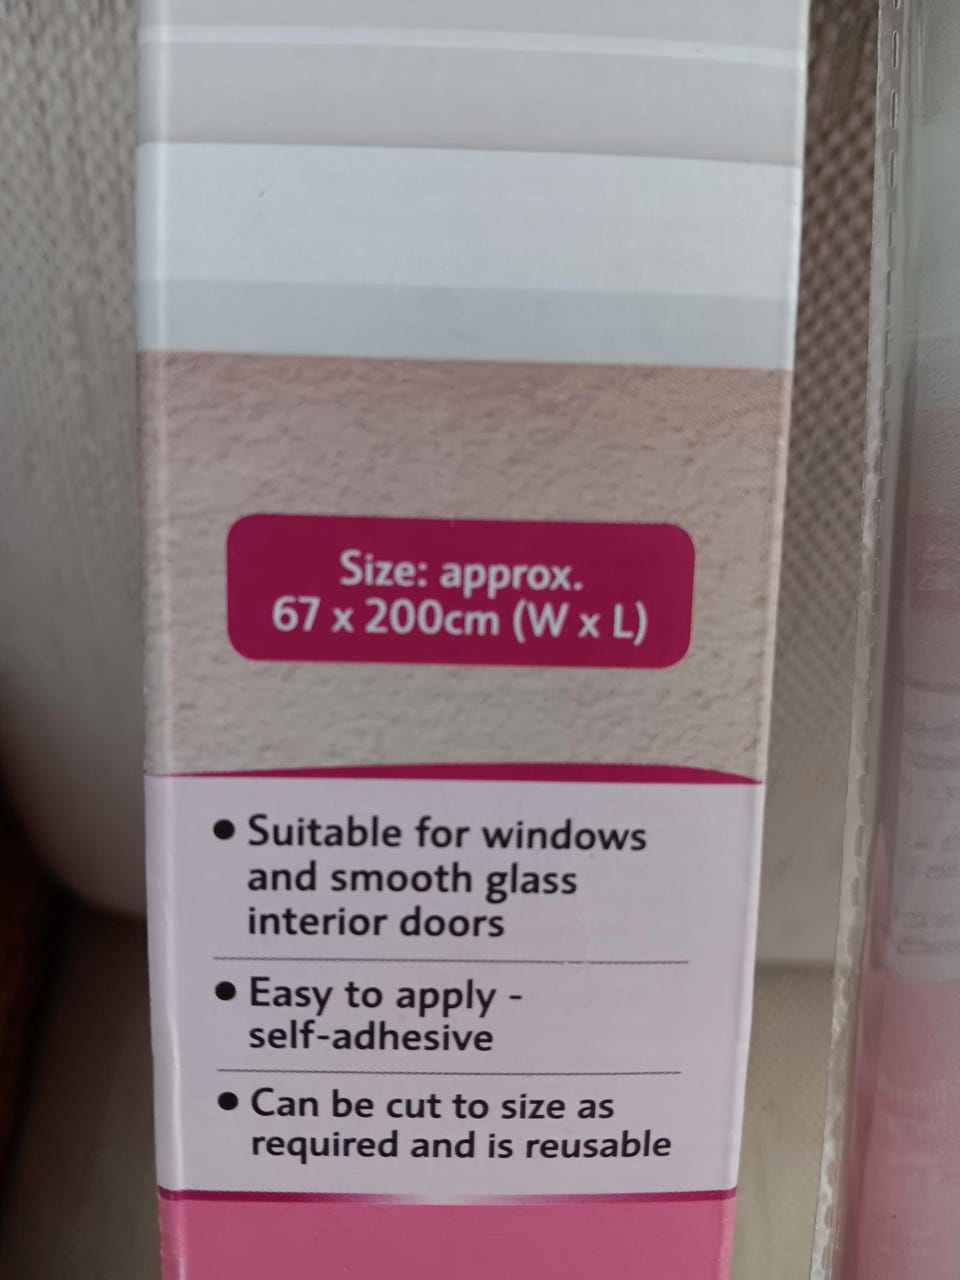 Size: approx.
67 x 200cm (W x L)
● Suitable for windows
and smooth glass
interior doors
● Easy to apply -
self-adhesive
● Can be cut to size as
required and is reusable